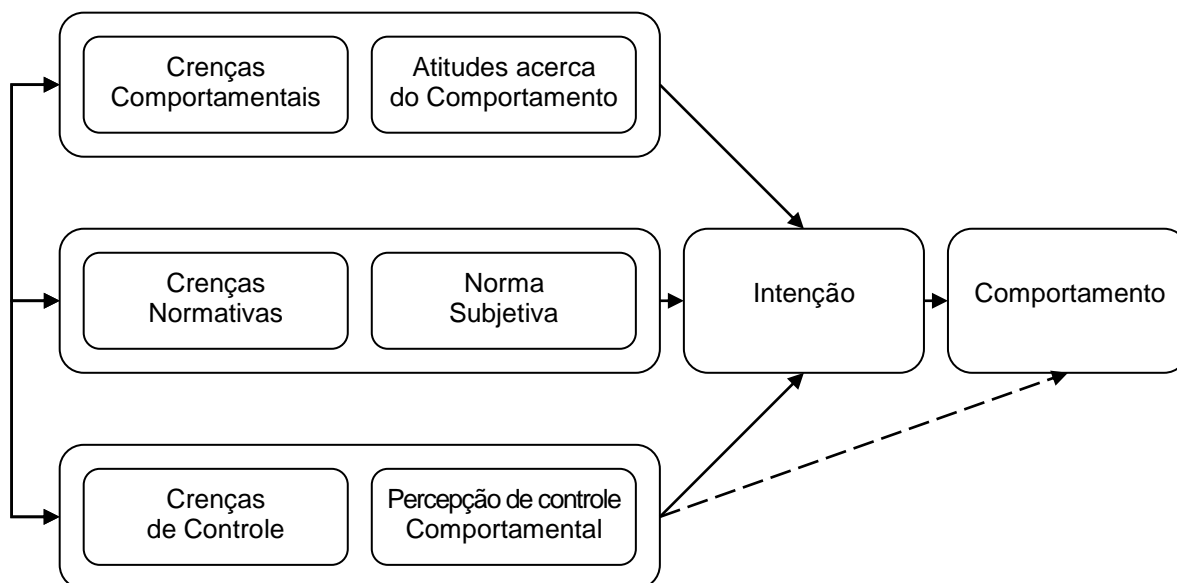 Crenças
Comportamentais
Atitudes acerca
do Comportamento
Crenças
Normativas
Norma
Subjetiva
Intenção
Comportamento
Crenças
de Controle
Percepção de controle
Comportamental